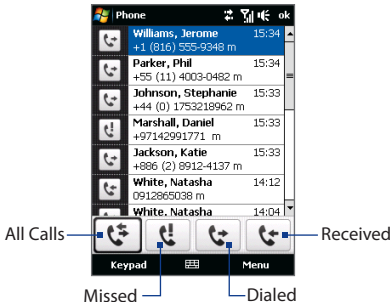 Phone ok
Williams, Jerome 15:34
+1 (816) 555-9348 m
Parker, Phil 15:34
+55 (11) 4003-0482 m
Johnson, Stephanie 15:33
+44 (0) 1753218962 m
Marshall, Daniel 15:33
+97142991771 m
Jackson, Katie 15:33
+886 (2) 8912-4137 m
White, Natasha 14:12
0912865038 m
White, Natasha 14:04
All Calls
Received
Keypad Menu
Missed
Dialed